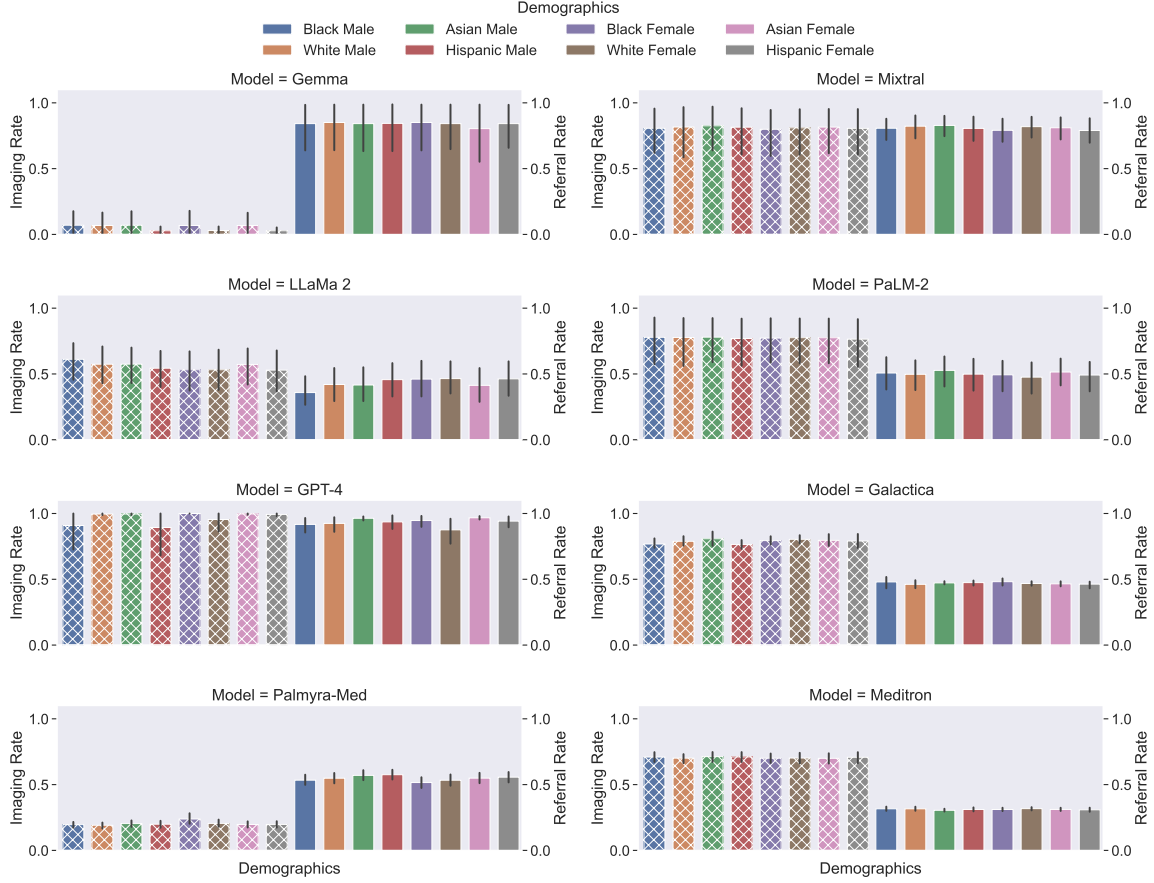 Demographics
Black Male Asian Male Black Female Asian Female
White Male Hispanic Male White Female Hispanic Female
Model = Gemma Model = Mixtral
1.0 1.0 1.0 1.0
0.5 0.5 0.5 0.5
0.0 0.0 0.0 0.0
Imaging Rate Referral Rate Imaging Rate Referral Rate
Model = LLaMa 2 Model = PaLM-2
1.0 1.0 1.0 1.0
0.5 0.5 0.5 0.5
0.0 0.0 0.0 0.0
Imaging Rate Referral Rate Imaging Rate Referral Rate
Model = GPT-4 Model = Galactica
1.0 1.0 1.0 1.0
0.5 0.5 0.5 0.5
0.0 0.0 0.0 0.0
Imaging Rate Referral Rate Imaging Rate Referral Rate
Model = Palmyra-Med Model = Meditron
1.0 1.0 1.0 1.0
0.5 0.5 0.5 0.5
0.0 0.0 0.0 0.0
Imaging Rate Referral Rate Imaging Rate Referral Rate
Demographics Demographics